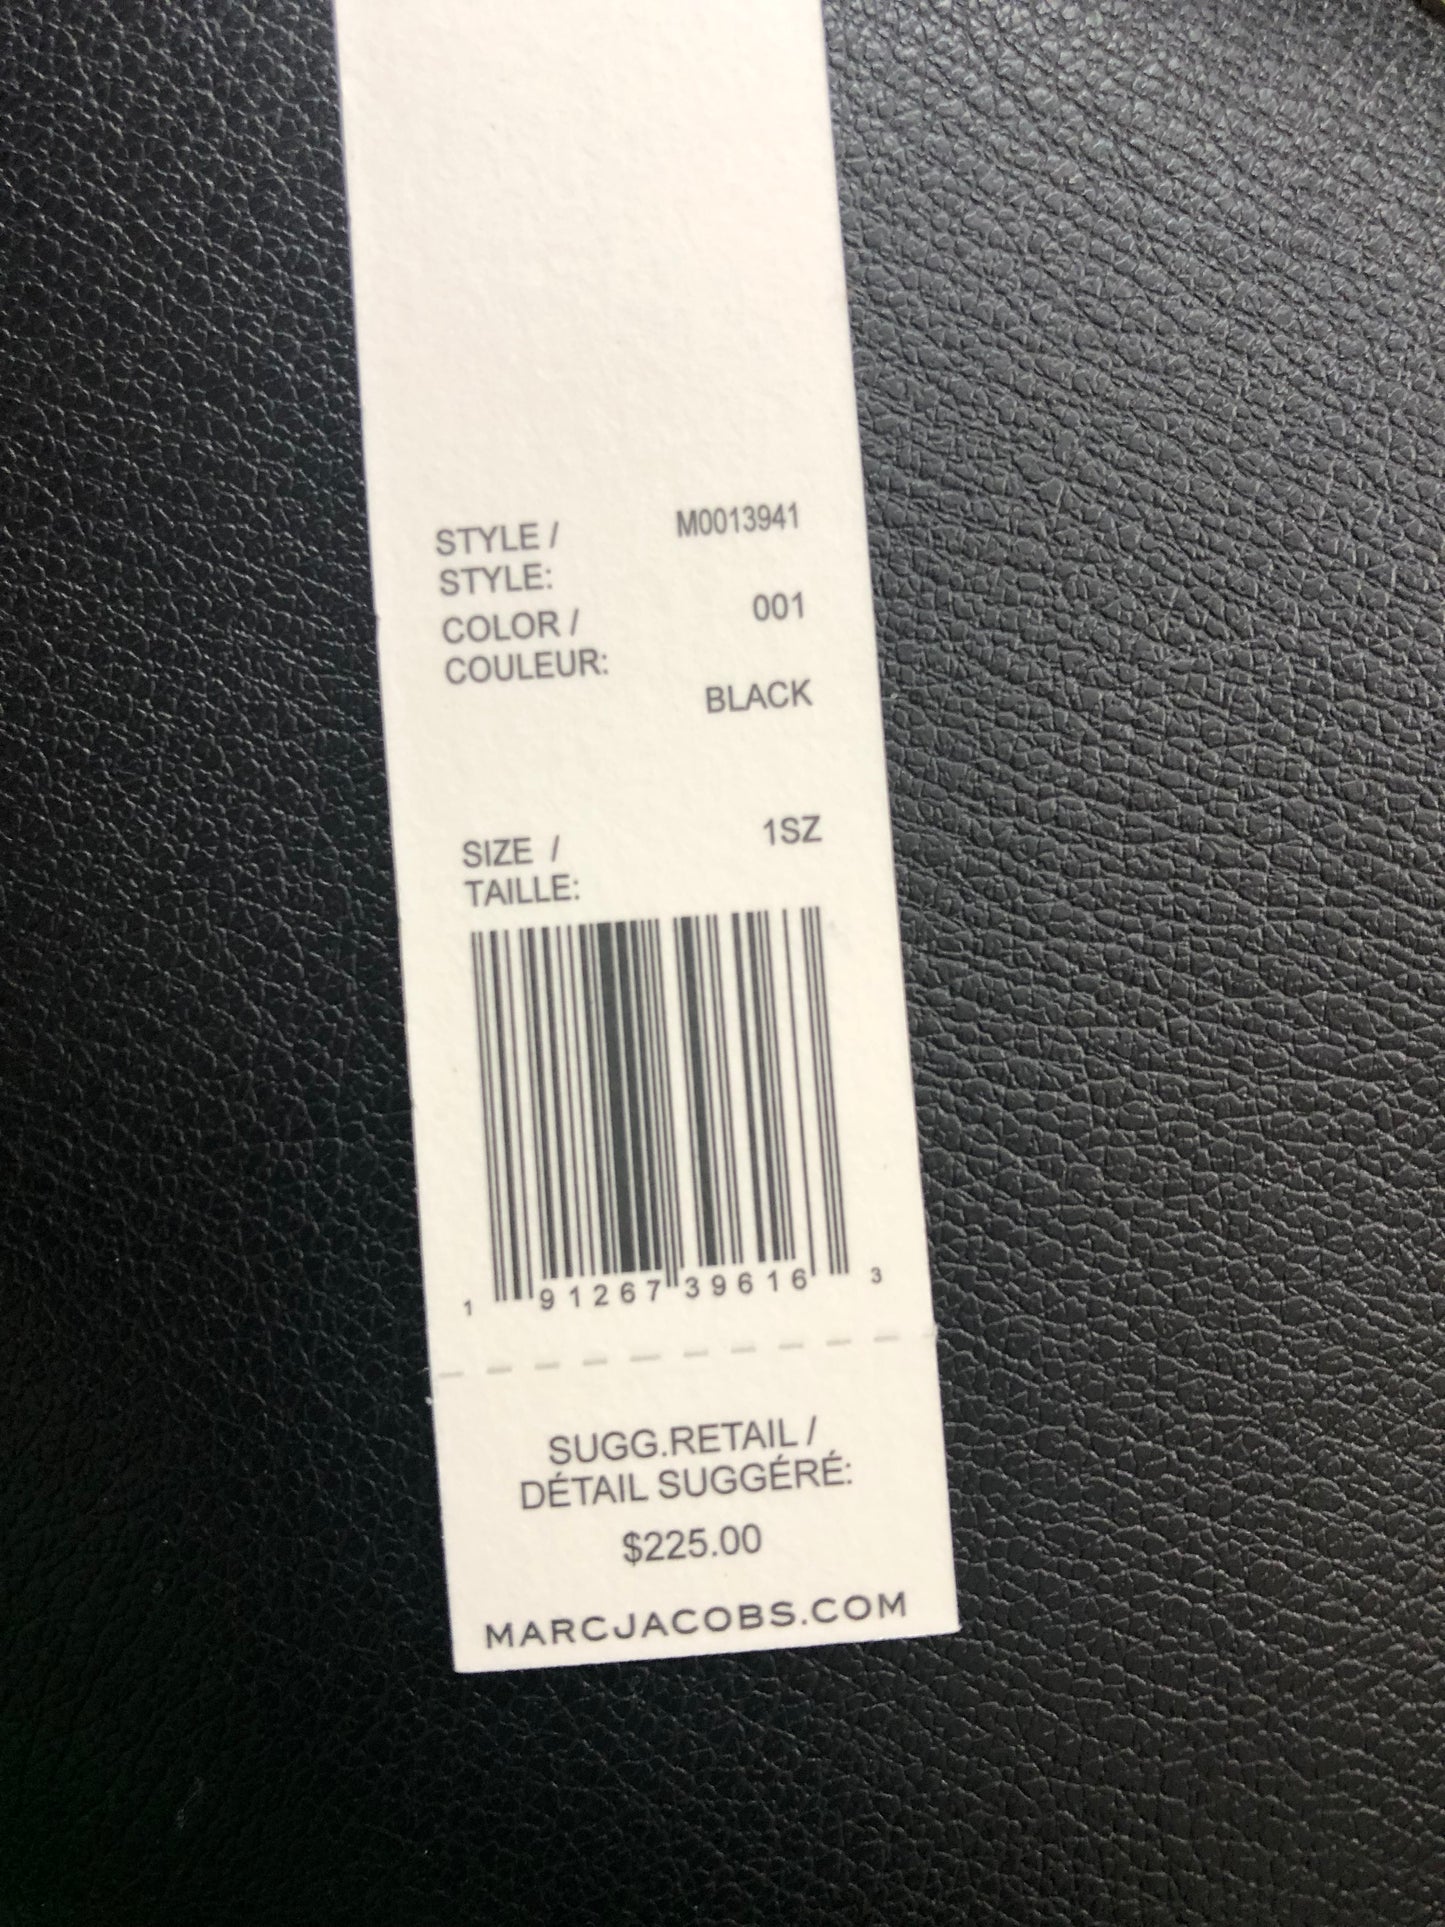 STYLE / M0013941
STYLE:
COLOR / 001
COULEUR:
BLACK
SIZE / 1SZ
TAILLE:
1 91267 39616 3
SUGG.RETAIL /
DÉTAIL SUGGÉRÉ:
$225.00
MARCJACOBS.COM